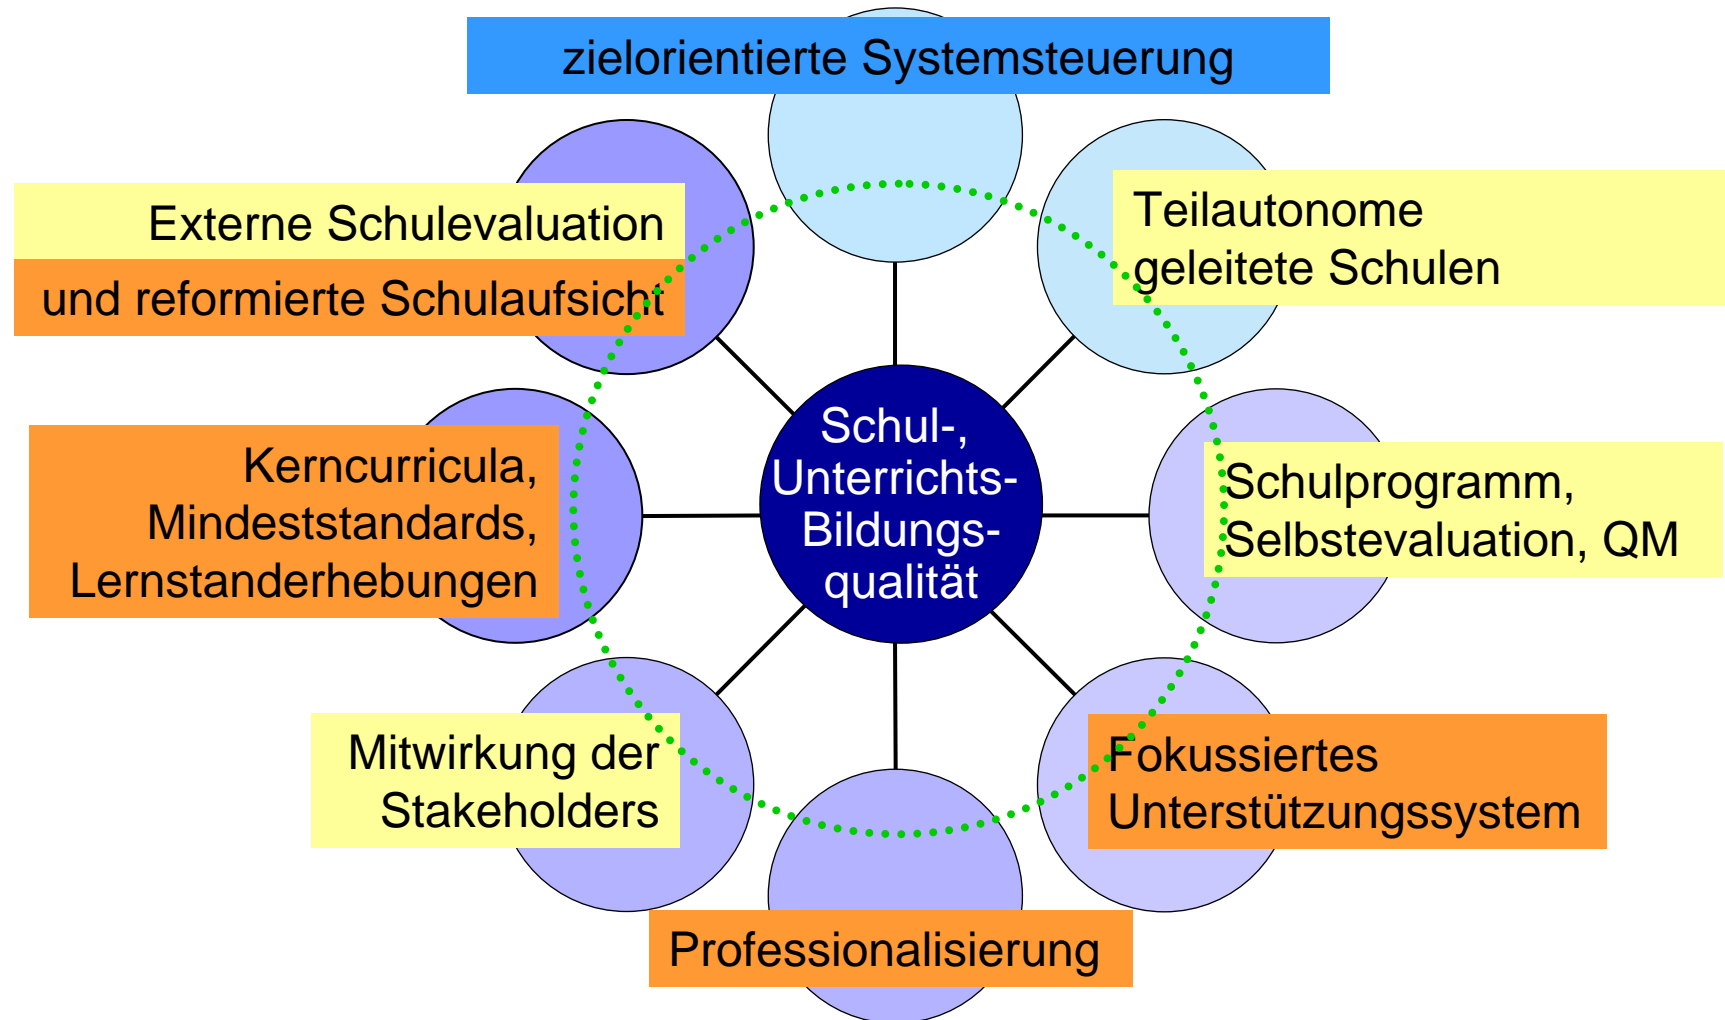 zielorientierte Systemsteuerung
Externe Schulevaluation
und reformierte Schulaufsicht
Teilautonome
geleitete Schulen
Schul-,
Unterrichts-
Bildungs-
qualität
Kerncurricula,
Mindeststandards,
Lernstanderhebungen
Schulprogramm,
Selbstevaluation, QM
Mitwirkung der
Stakeholders
Fokussiertes
Unterstützungssystem
Professionalisierung